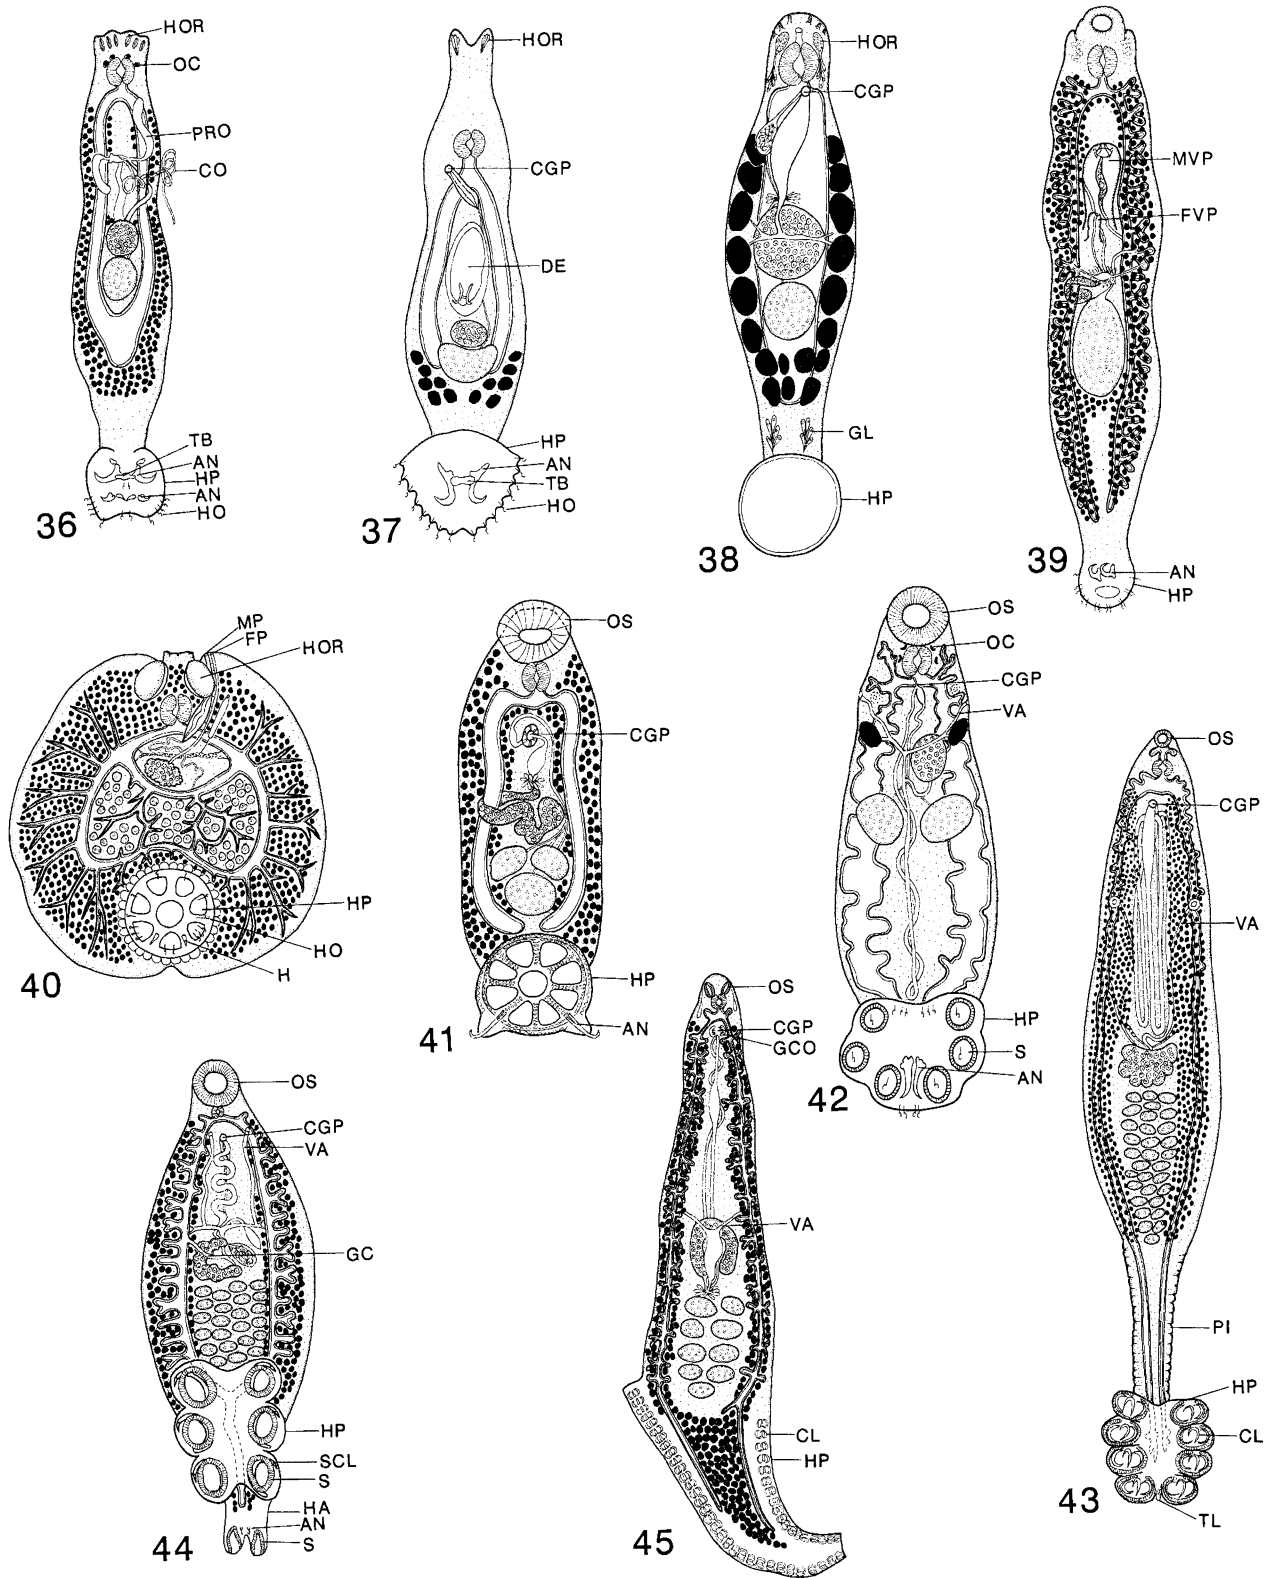 HOR
OC
PRO
CO
TB
AN
HP
AN
HO
36
HOR
CGP
DE
HP
AN
TB
HO
37
HOR
CGP
GL
HP
38
MVP
FVP
AN
HP
39
MP
FP
HOR
HP
HO
H
40
OS
CGP
HP
AN
41
OS
OC
CGP
VA
HP
S
AN
42
OS
CGP
VA
PI
HP
CL
TL
43
OS
CGP
VA
GC
HP
SCL
S
HA
AN
S
44
OS
CGP
GCO
VA
CL
HP
45